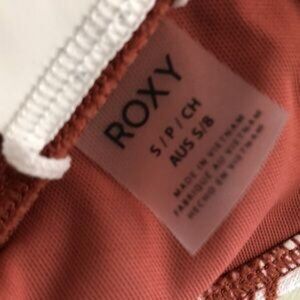 ROXY
S / P / CH
AUS S/8
MADE IN VIETNAM
FABRIQUÉ AU VIETNAM
HECHO EN VIETNAM